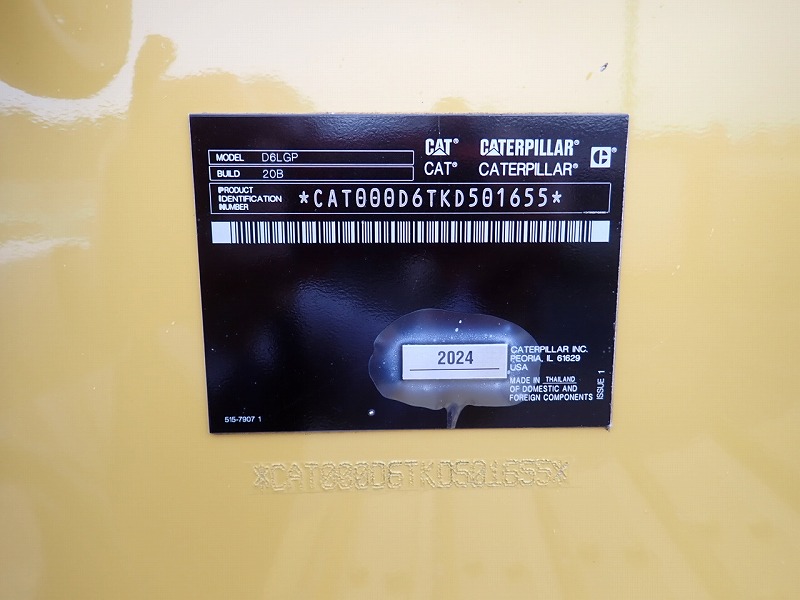 CAT® CATERPILLAR®
CAT® CATERPILLAR®
MODEL D6LGP
BUILD 20B
PRODUCT IDENTIFICATION NUMBER *CAT000D6TKD501655*
2024
CATERPILLAR INC.
PEORIA, IL 61629
USA
MADE IN THAILAND
OF DOMESTIC AND
FOREIGN COMPONENTS
ISSUE 1
515-7907 1
*CAT000D6TKD501655*